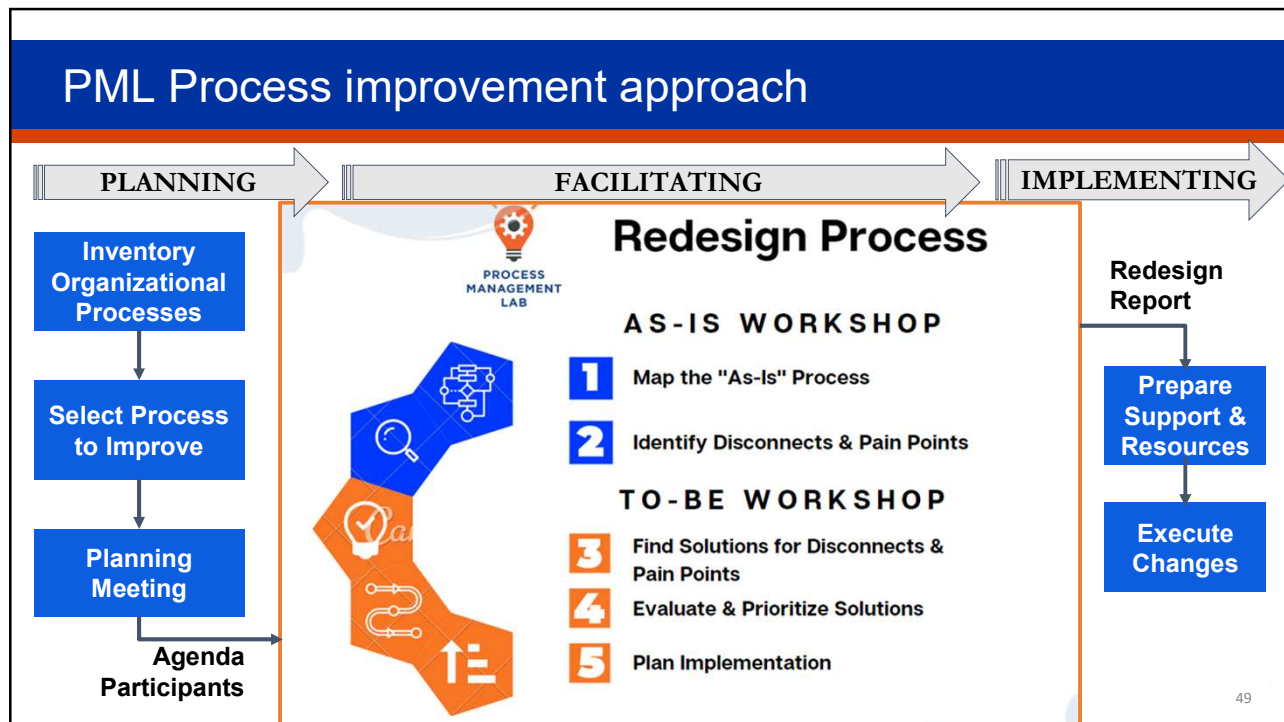 PML Process improvement approach
PLANNING
FACILITATING
IMPLEMENTING
Inventory
Organizational
Processes
Select Process
to Improve
Planning
Meeting
Agenda
Participants
PROCESS
MANAGEMENT
LAB
Redesign Process
AS-IS WORKSHOP
1 Map the "As-Is" Process
2 Identify Disconnects & Pain Points
TO-BE WORKSHOP
3 Find Solutions for Disconnects &
Pain Points
4 Evaluate & Prioritize Solutions
5 Plan Implementation
Redesign
Report
Prepare
Support &
Resources
Execute
Changes
49